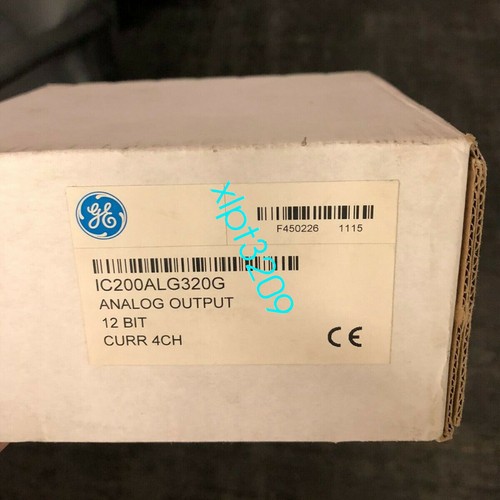 GE
F450226 1115
IC200ALG320G
ANALOG OUTPUT
12 BIT
CURR 4CH
CE
xlpt3209